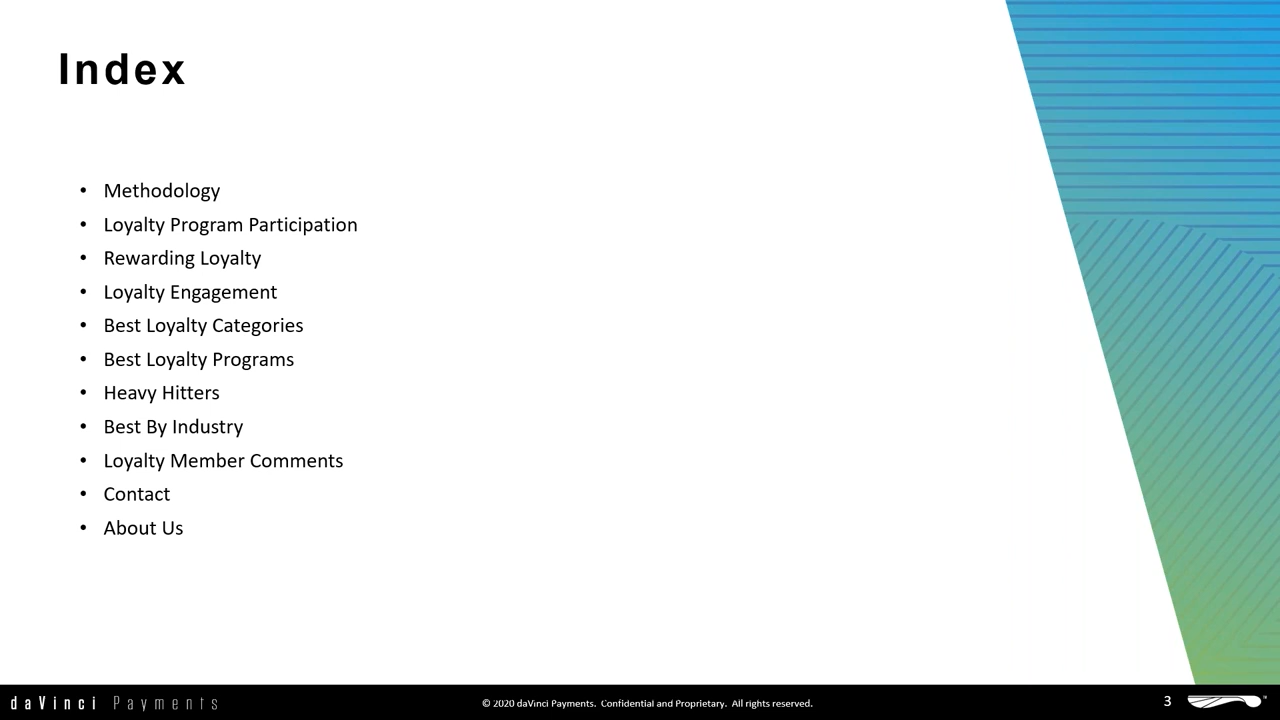 Index
• Methodology
• Loyalty Program Participation
• Rewarding Loyalty
• Loyalty Engagement
• Best Loyalty Categories
• Best Loyalty Programs
• Heavy Hitters
• Best By Industry
• Loyalty Member Comments
• Contact
• About Us
daVinci Payments
© 2020 daVinci Payments. Confidential and Proprietary. All rights reserved.
3
™